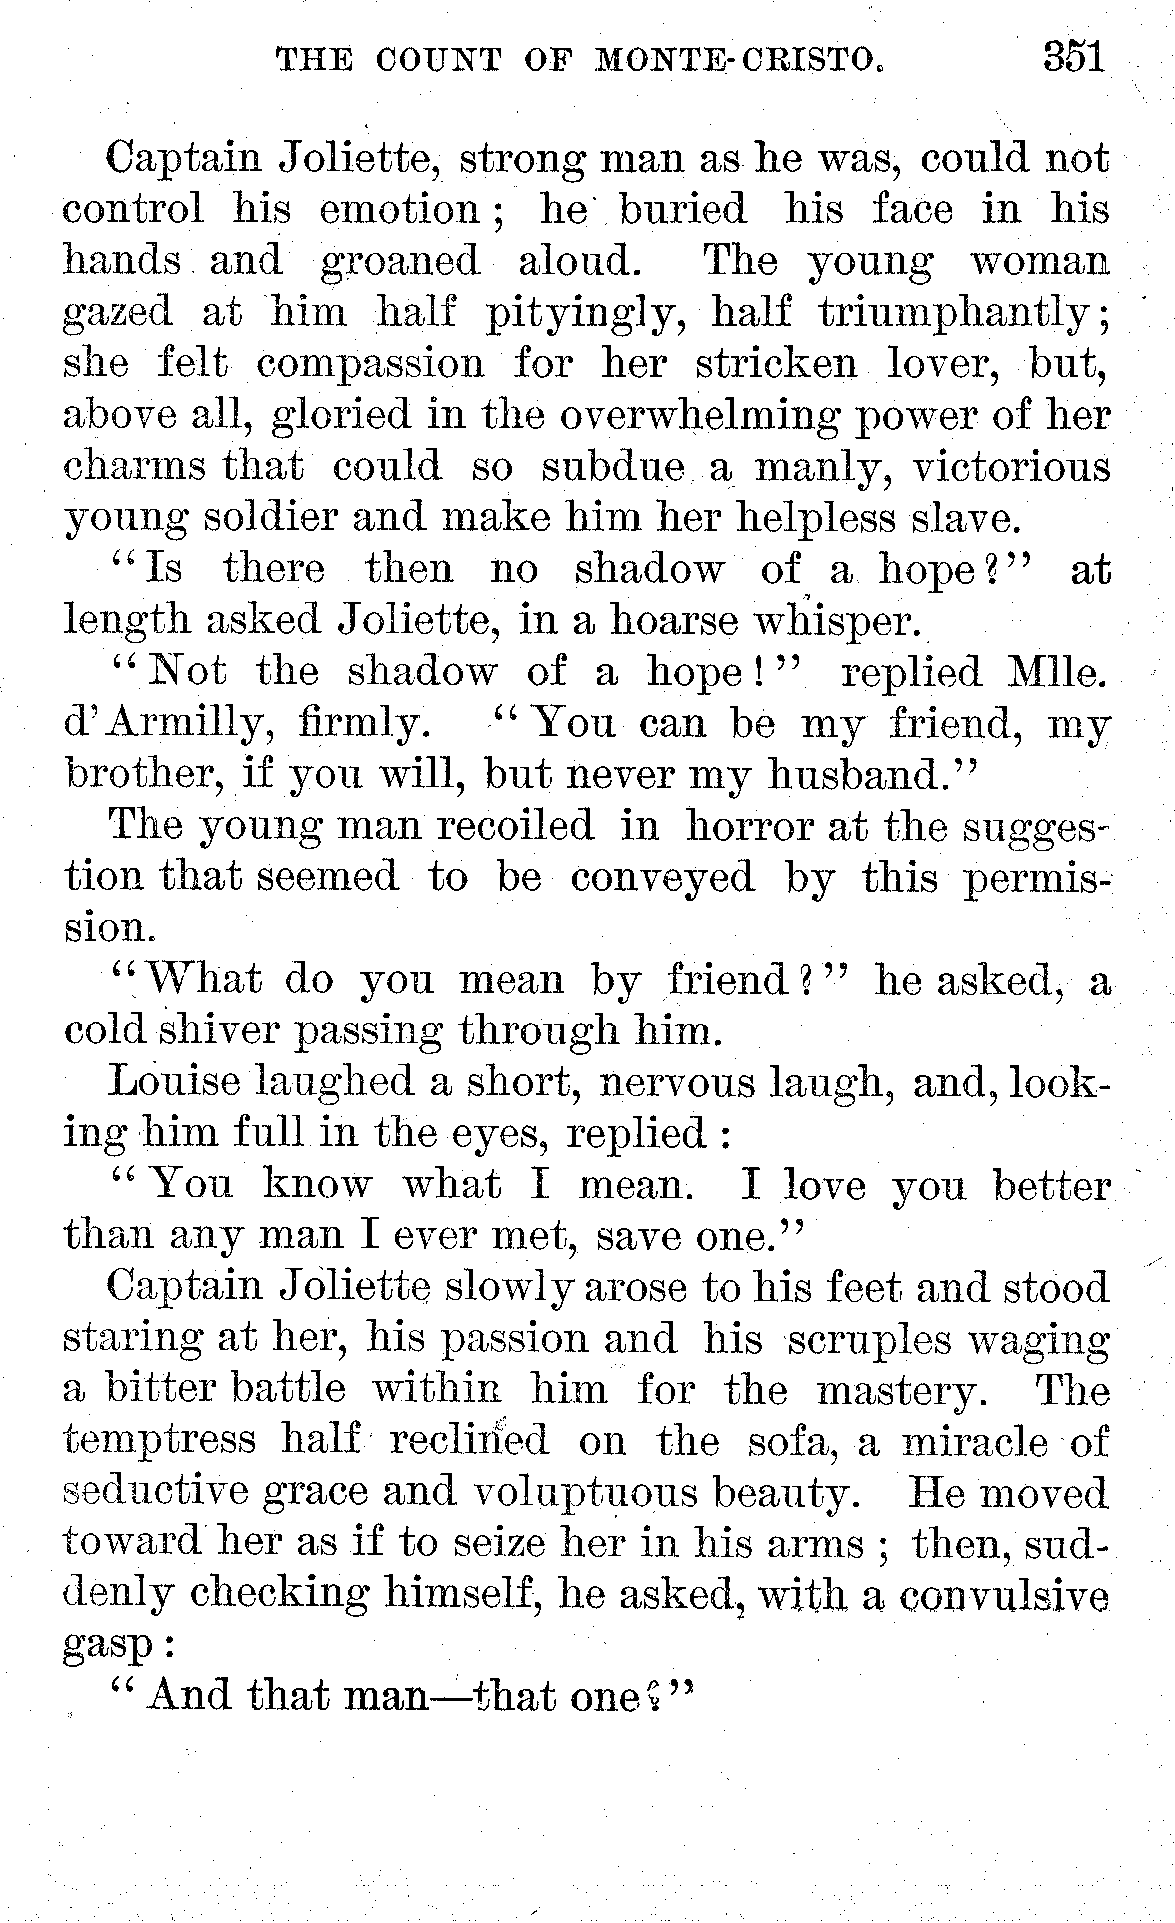 THE COUNT OF MONTE-CRISTO. 351
Captain Joliette, strong man as he was, could not
control his emotion; he buried his face in his
hands and groaned aloud. The young woman
gazed at him half pityingly, half triumphantly;
she felt compassion for her stricken lover, but,
above all, gloried in the overwhelming power of her
charms that could so subdue a manly, victorious
young soldier and make him her helpless slave.
"Is there then no shadow of a hope?" at
length asked Joliette, in a hoarse whisper.
"Not the shadow of a hope!" replied Mlle.
d'Armilly, firmly. "You can be my friend, my
brother, if you will, but never my husband."
The young man recoiled in horror at the sugges-
tion that seemed to be conveyed by this permis-
sion.
"What do you mean by friend?" he asked, a
cold shiver passing through him.
Louise laughed a short, nervous laugh, and, look-
ing him full in the eyes, replied:
"You know what I mean. I love you better
than any man I ever met, save one."
Captain Joliette slowly arose to his feet and stood
staring at her, his passion and his scruples waging
a bitter battle within him for the mastery. The
temptress half reclined on the sofa, a miracle of
seductive grace and voluptuous beauty. He moved
toward her as if to seize her in his arms; then, sud-
denly checking himself, he asked, with a convulsive
gasp:
"And that man—that one?"